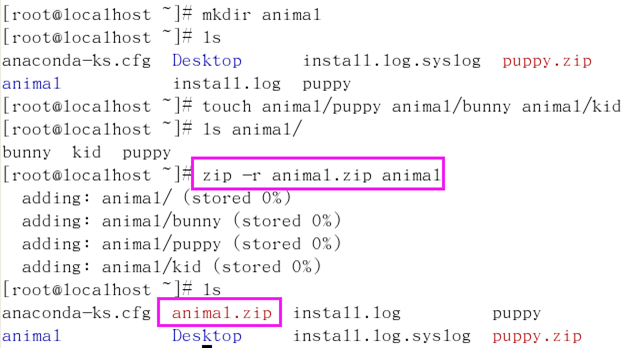 [root@localhost ~]# mkdir animal
[root@localhost ~]# ls
anaconda-ks.cfg  Desktop      install.log.syslog  puppy.zip
animal           install.log  puppy
[root@localhost ~]# touch animal/puppy animal/bunny animal/kid
[root@localhost ~]# ls animal/
bunny  kid  puppy
[root@localhost ~]# zip -r animal.zip animal
  adding: animal/ (stored 0%)
  adding: animal/bunny (stored 0%)
  adding: animal/puppy (stored 0%)
  adding: animal/kid (stored 0%)
[root@localhost ~]# ls
anaconda-ks.cfg  animal.zip  install.log         puppy
animal           Desktop     install.log.syslog  puppy.zip